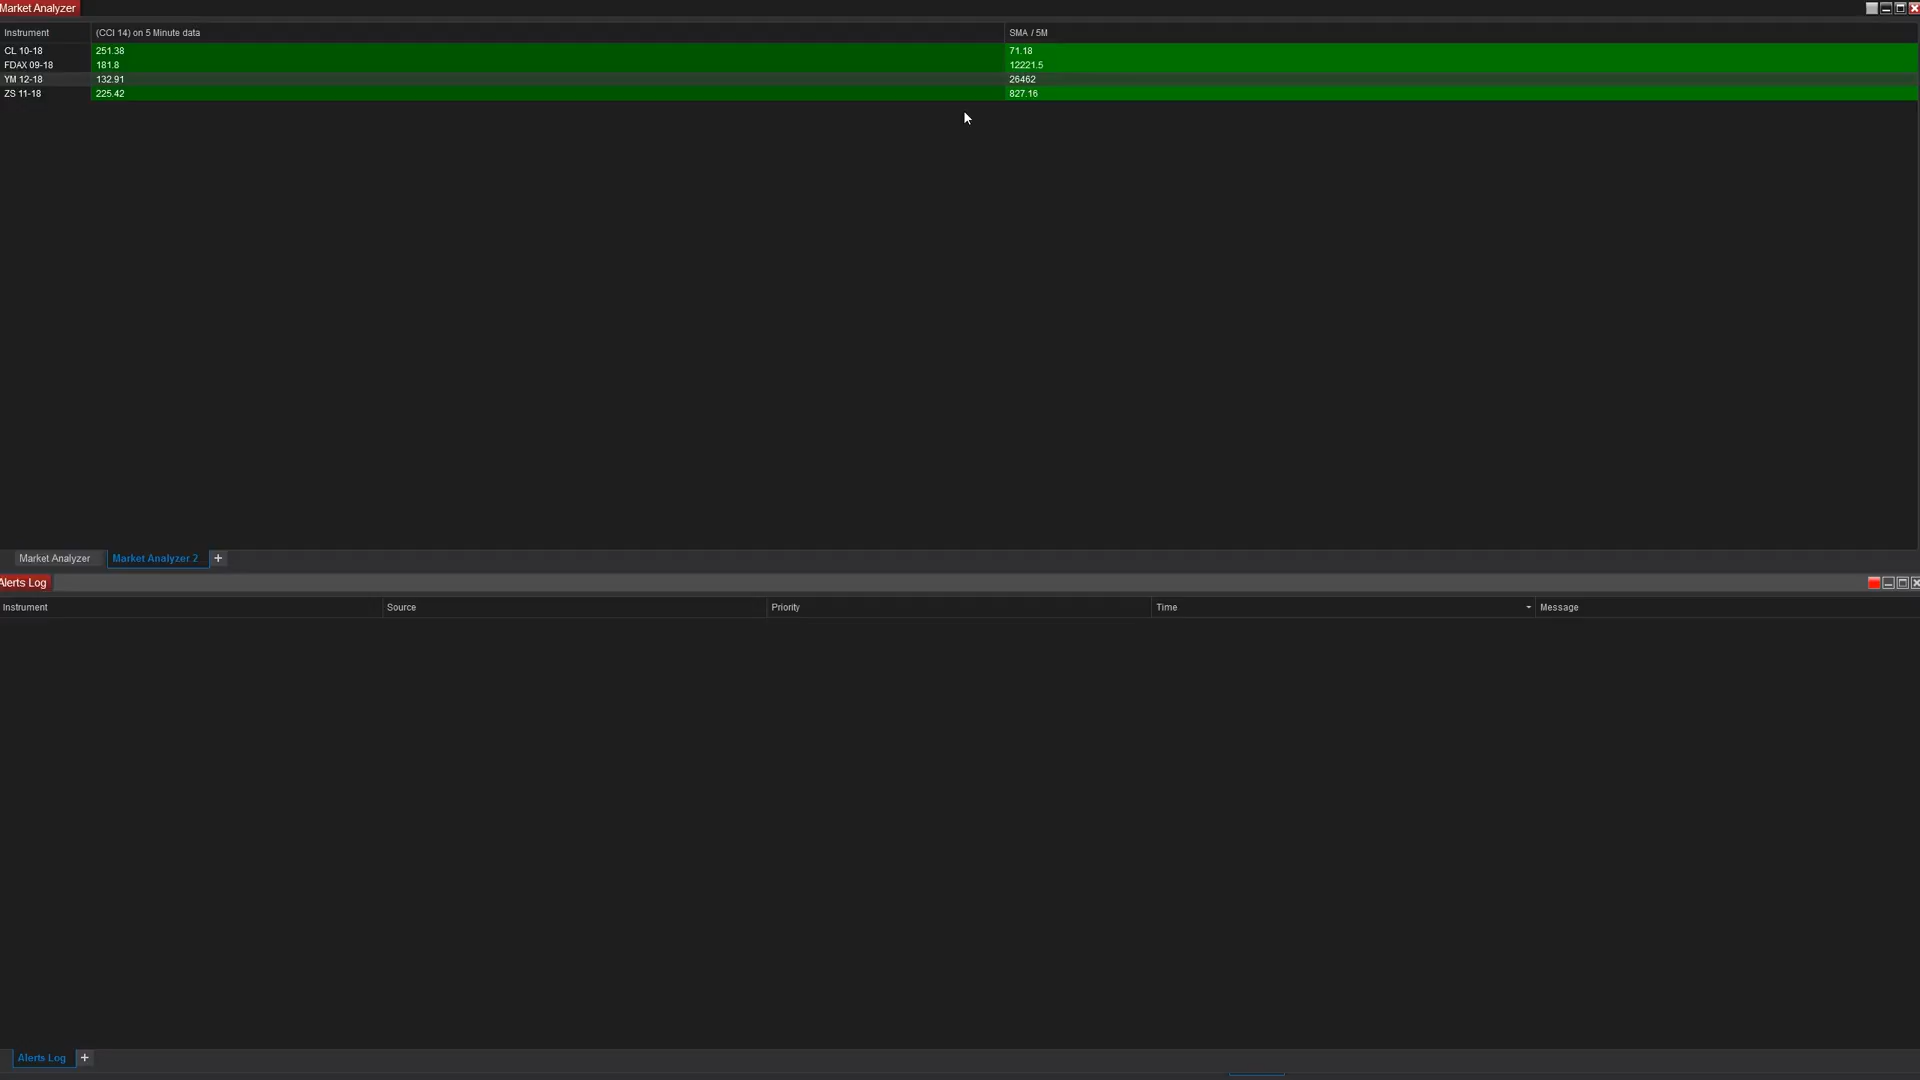 Market Analyzer
Instrument (CCI 14) on 5 Minute data SMA / 5M
CL 10-18 251.38 71.18
FDAX 09-18 181.8 12221.5
YM 12-18 132.91 26462
ZS 11-18 225.42 827.16
Market Analyzer Market Analyzer 2 +
Alerts Log
Instrument Source Priority Time Message
Alerts Log +